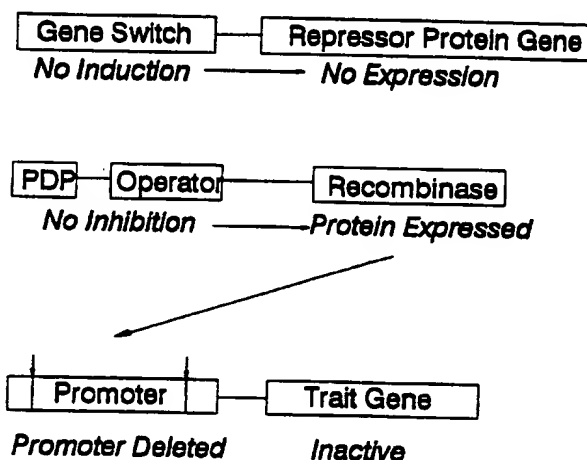 Gene Switch Repressor Protein Gene
No Induction No Expression
PDP Operator Recombinase
No Inhibition Protein Expressed
Promoter Trait Gene
Promoter Deleted Inactive